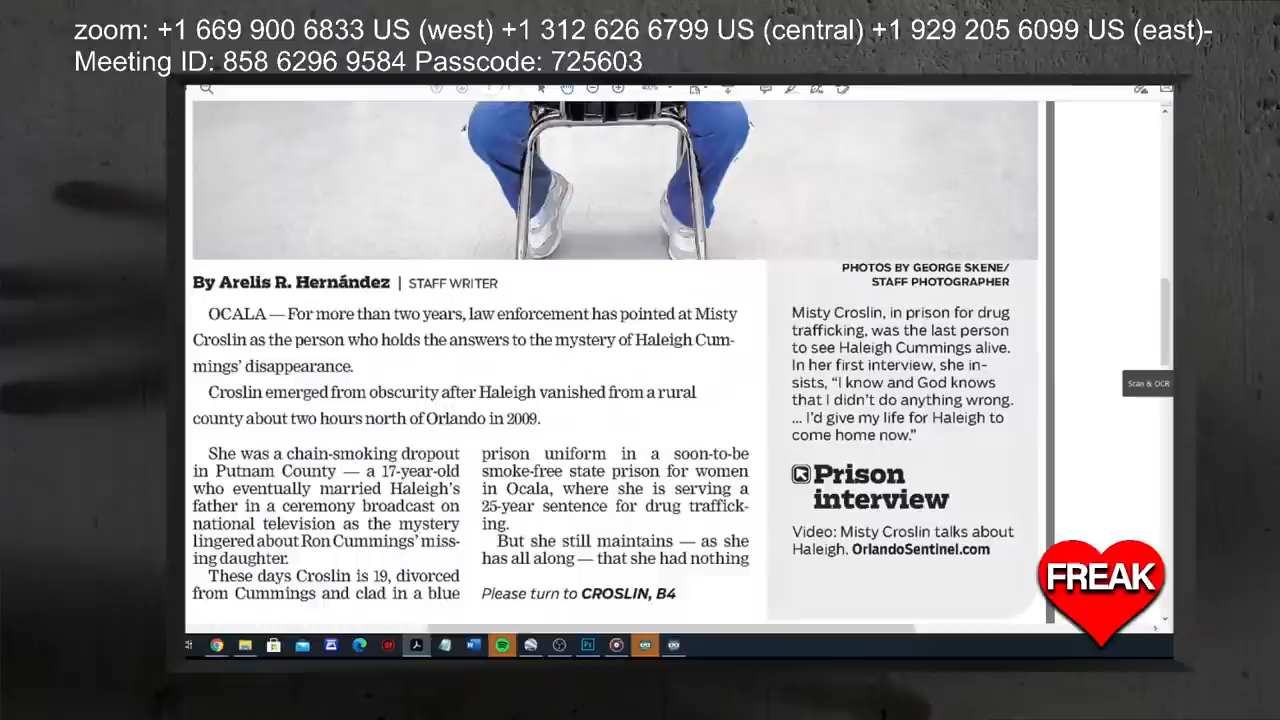 zoom: +1 669 900 6833 US (west) +1 312 626 6799 US (central) +1 929 205 6099 US (east)-
Meeting ID: 858 6296 9584 Passcode: 725603
By Arelis R. Hernández | STAFF WRITER
OCALA — For more than two years, law enforcement has pointed at Misty
Croslin as the person who holds the answers to the mystery of Haleigh Cum-
mings' disappearance.
Croslin emerged from obscurity after Haleigh vanished from a rural
county about two hours north of Orlando in 2009.
She was a chain-smoking dropout
in Putnam County — a 17-year-old
who eventually married Haleigh's
father in a ceremony broadcast on
national television as the mystery
lingered about Ron Cummings' miss-
ing daughter.
These days Croslin is 19, divorced
from Cummings and clad in a blue
prison uniform in a soon-to-be
smoke-free state prison for women
in Ocala, where she is serving a
25-year sentence for drug traffick-
ing.
But she still maintains — as she
has all along — that she had nothing
Please turn to CROSLIN, B4
PHOTOS BY GEORGE SKENE/
STAFF PHOTOGRAPHER
Misty Croslin, in prison for drug
trafficking, was the last person
to see Haleigh Cummings alive.
In her first interview, she in-
sists, "I know and God knows
that I didn't do anything wrong.
... I'd give my life for Haleigh to
come home now."
Prison
interview
Video: Misty Croslin talks about
Haleigh. OrlandoSentinel.com
Scan & OCR
FREAK